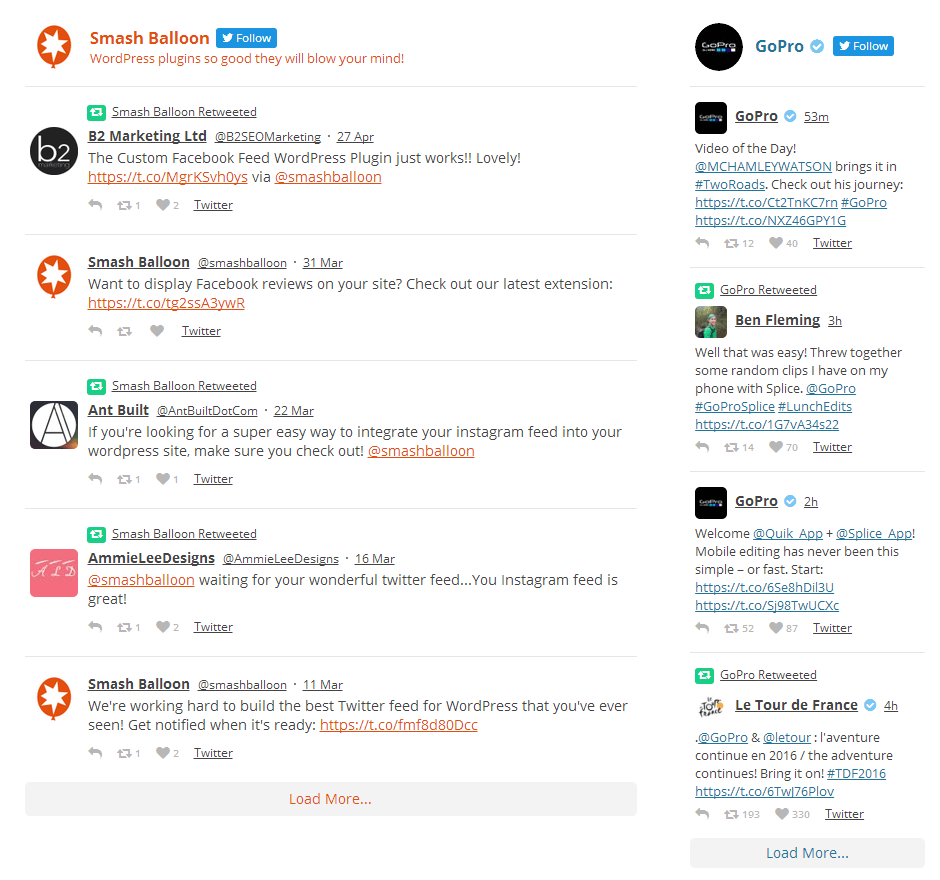 Smash Balloon Follow
WordPress plugins so good they will blow your mind!
Smash Balloon Retweeted
b2
marketing
B2 Marketing Ltd @B2SEOMarketing · 27 Apr
The Custom Facebook Feed WordPress Plugin just works!! Lovely!
https://t.co/MgrKSvh0ys via @smashballoon
1 2 Twitter
Smash Balloon @smashballoon · 31 Mar
Want to display Facebook reviews on your site? Check out our latest extension:
https://t.co/tg2ssA3ywR
Twitter
Smash Balloon Retweeted
Ant Built @AntBuiltDotCom · 22 Mar
If you're looking for a super easy way to integrate your instagram feed into your
wordpress site, make sure you check out! @smashballoon
1 1 Twitter
Smash Balloon Retweeted
ALD
AmmieLeeDesigns @AmmieLeeDesigns · 16 Mar
@smashballoon waiting for your wonderful twitter feed...You Instagram feed is
great!
1 2 Twitter
Smash Balloon @smashballoon · 11 Mar
We're working hard to build the best Twitter feed for WordPress that you've ever
seen! Get notified when it's ready: https://t.co/fmf8d80Dcc
1 2 Twitter
Load More...
GoPro
GoPro Follow
GoPro
GoPro 53m
Video of the Day!
@MCHAMLEYWATSON brings it in
#TwoRoads. Check out his journey:
https://t.co/Ct2TnKC7rn #GoPro
https://t.co/NXZ46GPY1G
12 40 Twitter
GoPro Retweeted
Ben Fleming 3h
Well that was easy! Threw together
some random clips I have on my
phone with Splice. @GoPro
#GoProSplice #LunchEdits
https://t.co/1G7vA34s22
14 70 Twitter
GoPro
GoPro 2h
Welcome @Quik_App + @Splice_App!
Mobile editing has never been this
simple – or fast. Start:
https://t.co/6Se8hDil3U
https://t.co/Sj98TwUCXc
52 87 Twitter
GoPro Retweeted
le Tour de france
Le Tour de France 4h
.@GoPro & @letour : l'aventure
continue en 2016 / the adventure
continues! Bring it on! #TDF2016
https://t.co/6TwJ76Plov
193 330 Twitter
Load More...